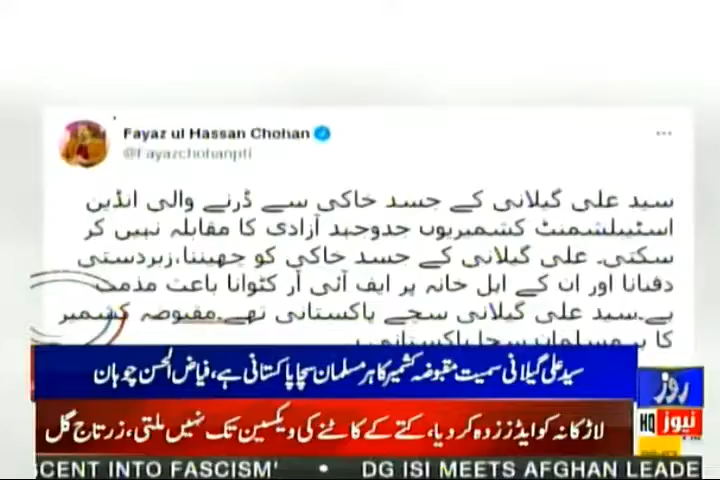 Fayaz ul Hassan Chohan
@Fayazchohanpti
سید علی گیلانی کے جسد خاکی سے ڈرنے والی انڈین
اسٹیبلشمنٹ کشمیریوں جدوجہد آزادی کا مقابلہ نہیں کر
سکتی۔ علی گیلانی کے جسد خاکی کو چھیننا،زبردستی
دفنانا اور ان کے اہل خانہ پر ایف آئی آر کٹوانا باعث مذمت
ہے۔سید علی گیلانی سچے پاکستانی تھے۔مقبوضہ کشمیر
کا ہر مسلمان سچا پاکستانی
سید علی گیلانی سمیت مقبوضہ کشمیر کا ہر مسلمان سچا پاکستانی ہے، فیاض الحسن چوہان
روز
لاڑکانہ کو ایڈز زدہ کر دیا، کتے کے کاٹنے کی ویکسین تک نہیں ملتی، زرتاج گل
HQ نیوز
SCENT INTO FASCISM' • DG ISI MEETS AFGHAN LEADE